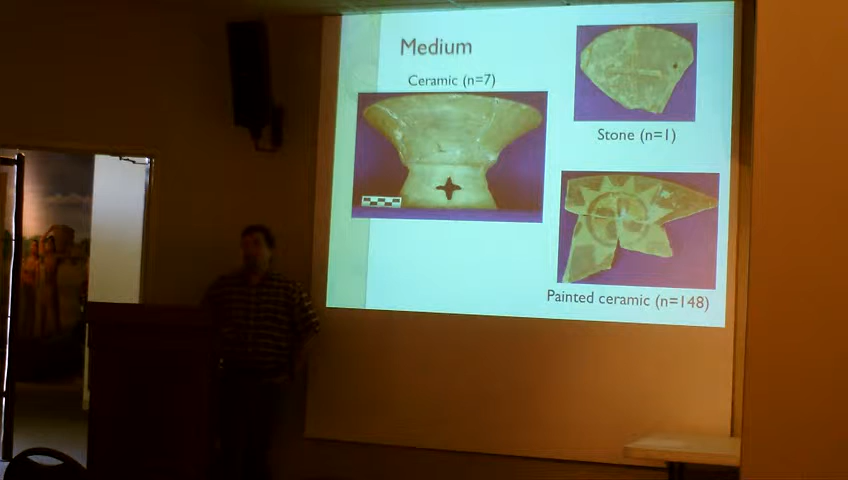 Medium
Ceramic (n=7)
Stone (n=1)
Painted ceramic (n=148)